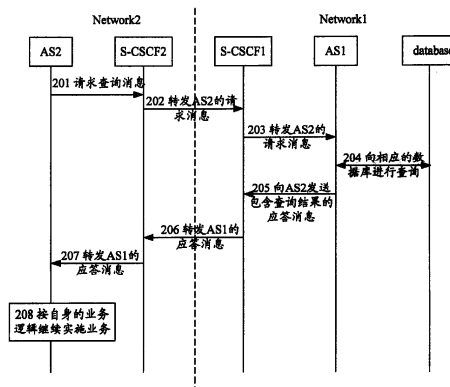 Network2
Network1
AS2
S-CSCF2
S-CSCF1
AS1
database
201 请求查询消息
202 转发AS2的请
求消息
203 转发AS2的
请求消息
204 向相应的数
据库进行查询
205 向AS2发送
包含查询结果的
应答消息
206 转发AS1的
应答消息
207 转发AS1的
应答消息
208 按自身的业务
逻辑继续实施业务